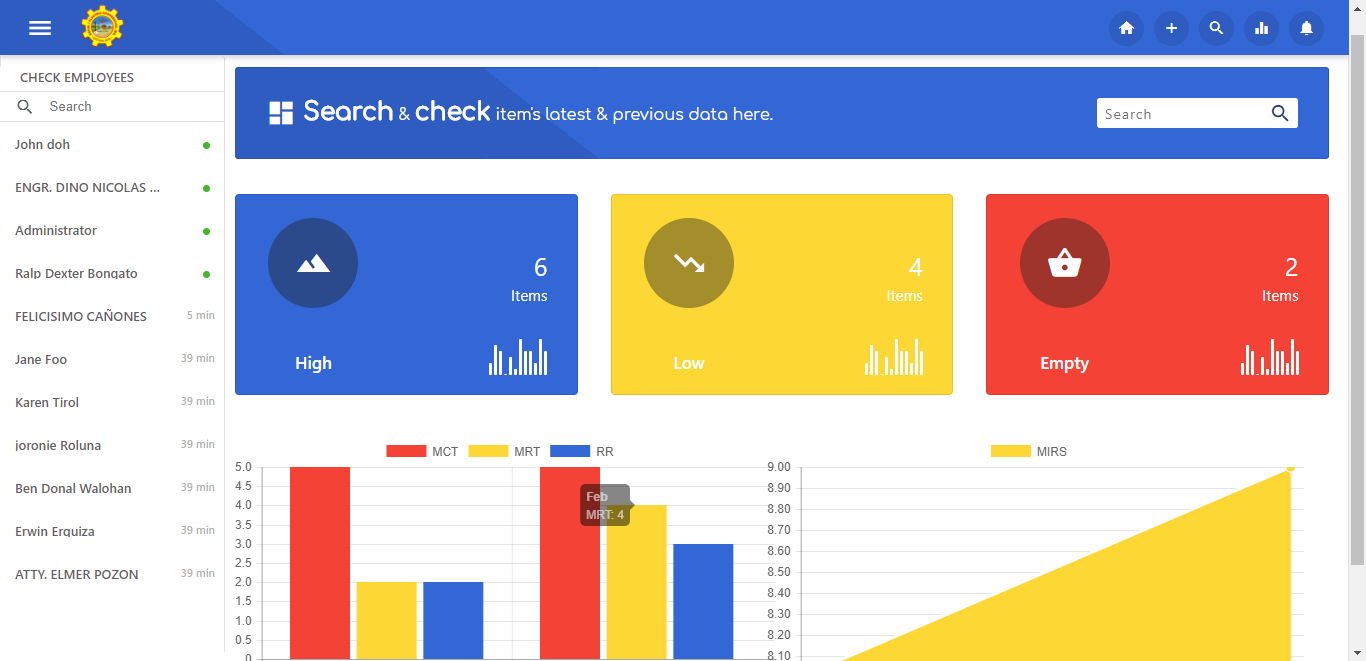 CHECK EMPLOYEES
Search
John doh
ENGR. DINO NICOLAS ...
Administrator
Ralp Dexter Bongato
FELICISIMO CAÑONES 5 min
Jane Foo 39 min
Karen Tirol 39 min
joronie Roluna 39 min
Ben Donal Walohan 39 min
Erwin Erquiza 39 min
ATTY. ELMER POZON 39 min
Search & check item's latest & previous data here.
Search
6
Items
High
4
Items
Low
2
Items
Empty
MCT MRT RR
5.0
4.5
4.0
3.5
3.0
2.5
2.0
1.5
1.0
0.5
0
Feb
MRT: 4
MIRS
9.00
8.90
8.80
8.70
8.60
8.50
8.40
8.30
8.20
8.10